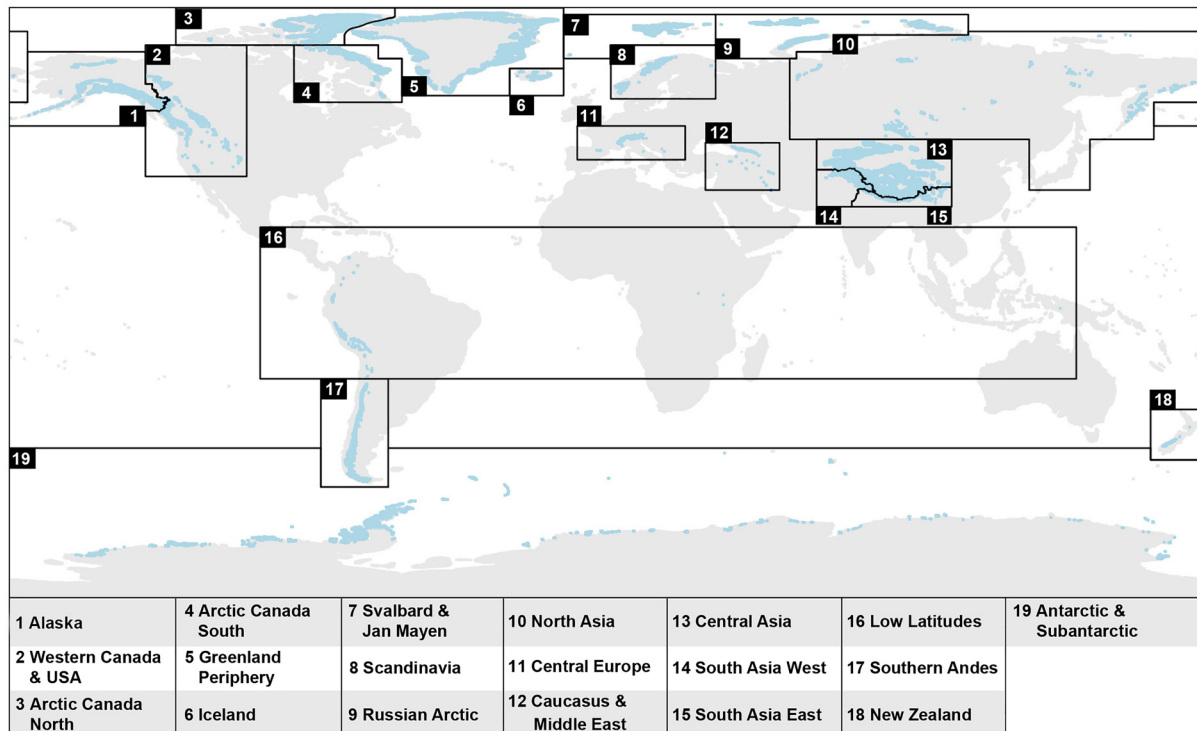 3
7
2
8
9
10
4
5
6
1
11
12
13
14
15
16
17
18
19
1 Alaska
4 Arctic Canada
South
7 Svalbard &
Jan Mayen
10 North Asia
13 Central Asia
16 Low Latitudes
19 Antarctic &
Subantarctic
2 Western Canada
& USA
5 Greenland
Periphery
8 Scandinavia
11 Central Europe
14 South Asia West
17 Southern Andes
3 Arctic Canada
North
6 Iceland
9 Russian Arctic
12 Caucasus &
Middle East
15 South Asia East
18 New Zealand